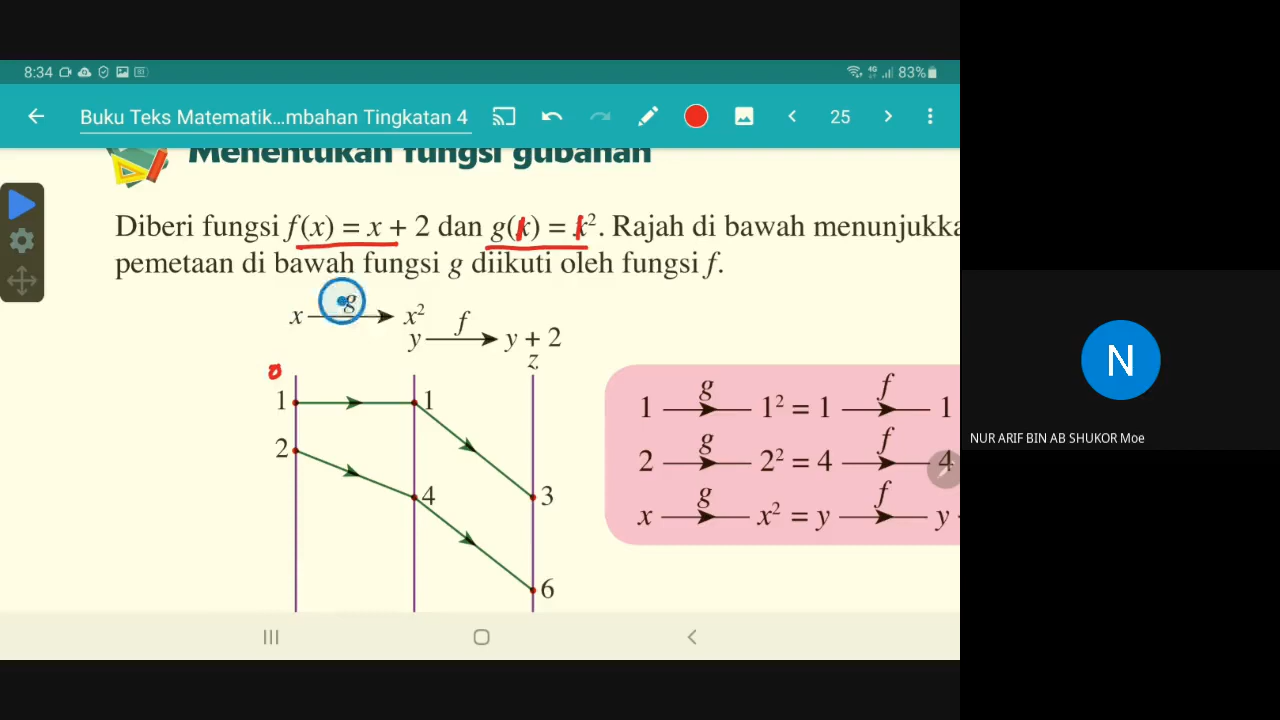 8:34 83%
Buku Teks Matematik...mbahan Tingkatan 4 25
Menentukan fungsi gubahan
Diberi fungsi f(x) = x + 2 dan g(x) = x². Rajah di bawah menunjukka
pemetaan di bawah fungsi g diikuti oleh fungsi f.
x g x²
y f y + 2
z
1 1
2
4 3
6
1 g 1² = 1 f 1
2 g 2² = 4 f 4
x g x² = y f y
N
NUR ARIF BIN AB SHUKOR Moe